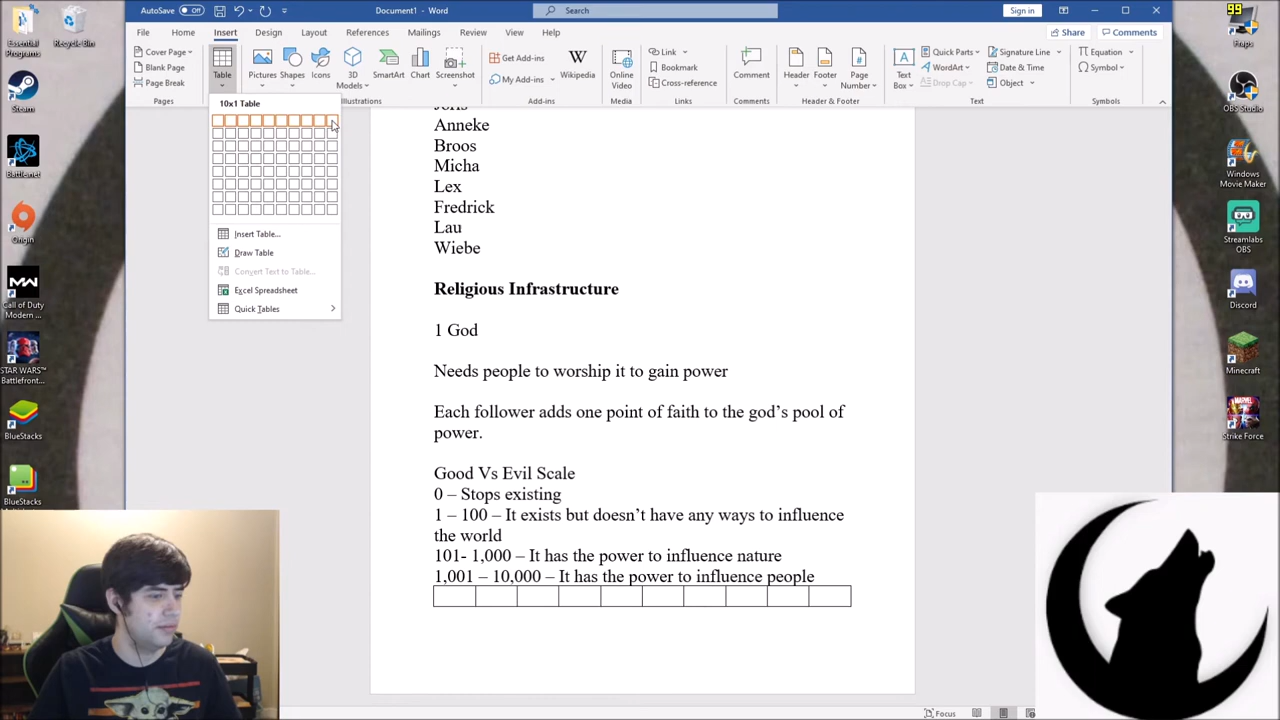 AutoSave Off
Document1 - Word
Search
Sign in
File Home Insert Draw Design Layout References Mailings Review View Help
Share Comments
Cover Page
Blank Page
Page Break
Pages
Table
Pictures
Shapes
Icons
3D
Models
SmartArt
Chart
Screenshot
Illustrations
Get Add-ins
My Add-ins
Wikipedia
Add-ins
Online
Video
Media
Link
Bookmark
Cross-reference
Links
Comment
Comments
Header
Footer
Page
Number
Header & Footer
Text
Box
Quick Parts
WordArt
Drop Cap
Signature Line
Date & Time
Object
Text
Equation
Symbol
Symbols
10x1 Table
Insert Table...
Draw Table
Convert Text to Table...
Excel Spreadsheet
Quick Tables
Joris
Anneke
Broos
Micha
Lex
Fredrick
Lau
Wiebe
Religious Infrastructure
1 God
Needs people to worship it to gain power
Each follower adds one point of faith to the god's pool of
power.
Good Vs Evil Scale
0 – Stops existing
1 – 100 – It exists but doesn't have any ways to influence
the world
101- 1,000 – It has the power to influence nature
1,001 – 10,000 – It has the power to influence people
Focus
Essential
Programs
Recycle Bin
Steam
Battle.net
Origin
Call of Duty
Modern ...
STAR WARS™
Battlefront...
BlueStacks
BlueStacks
99
Fraps
OBS Studio
Windows
Movie Maker
Streamlabs
OBS
Discord
Minecraft
Strike Force